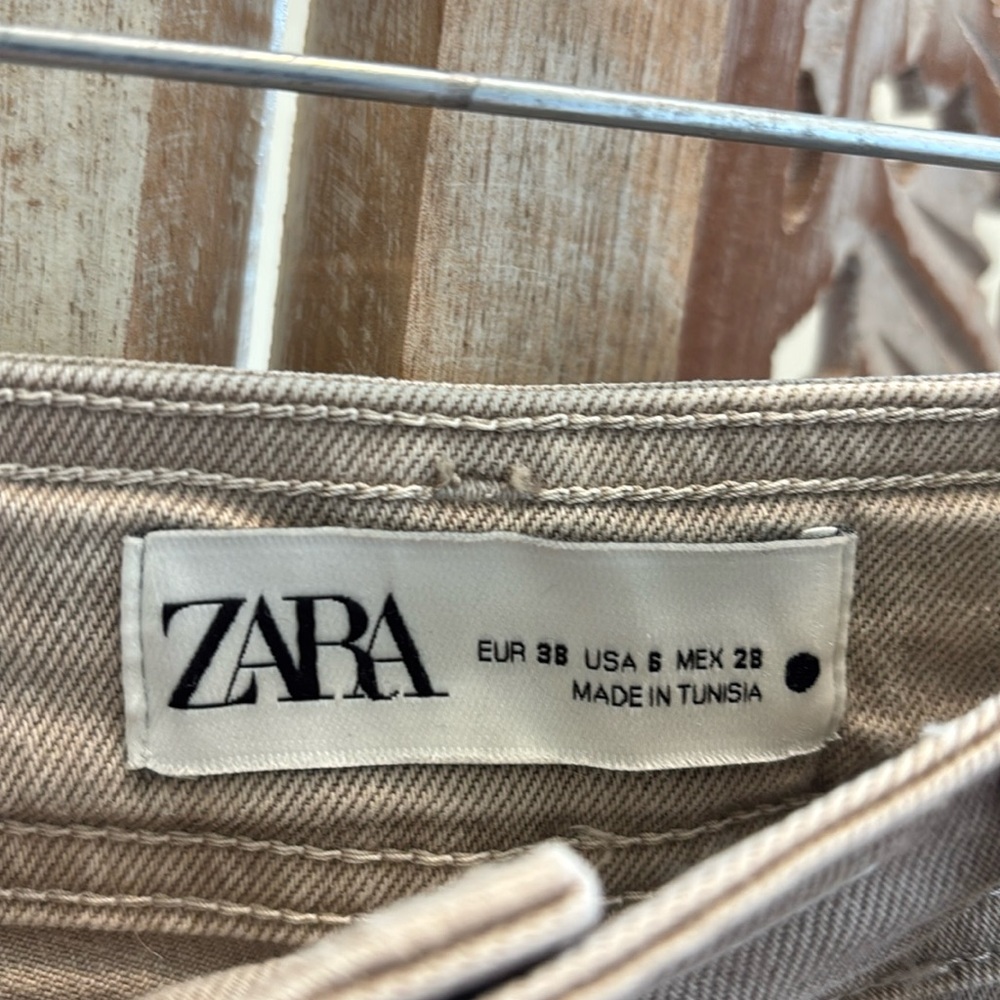 ZARA
EUR 38 USA 6 MEX 28
MADE IN TUNISIA